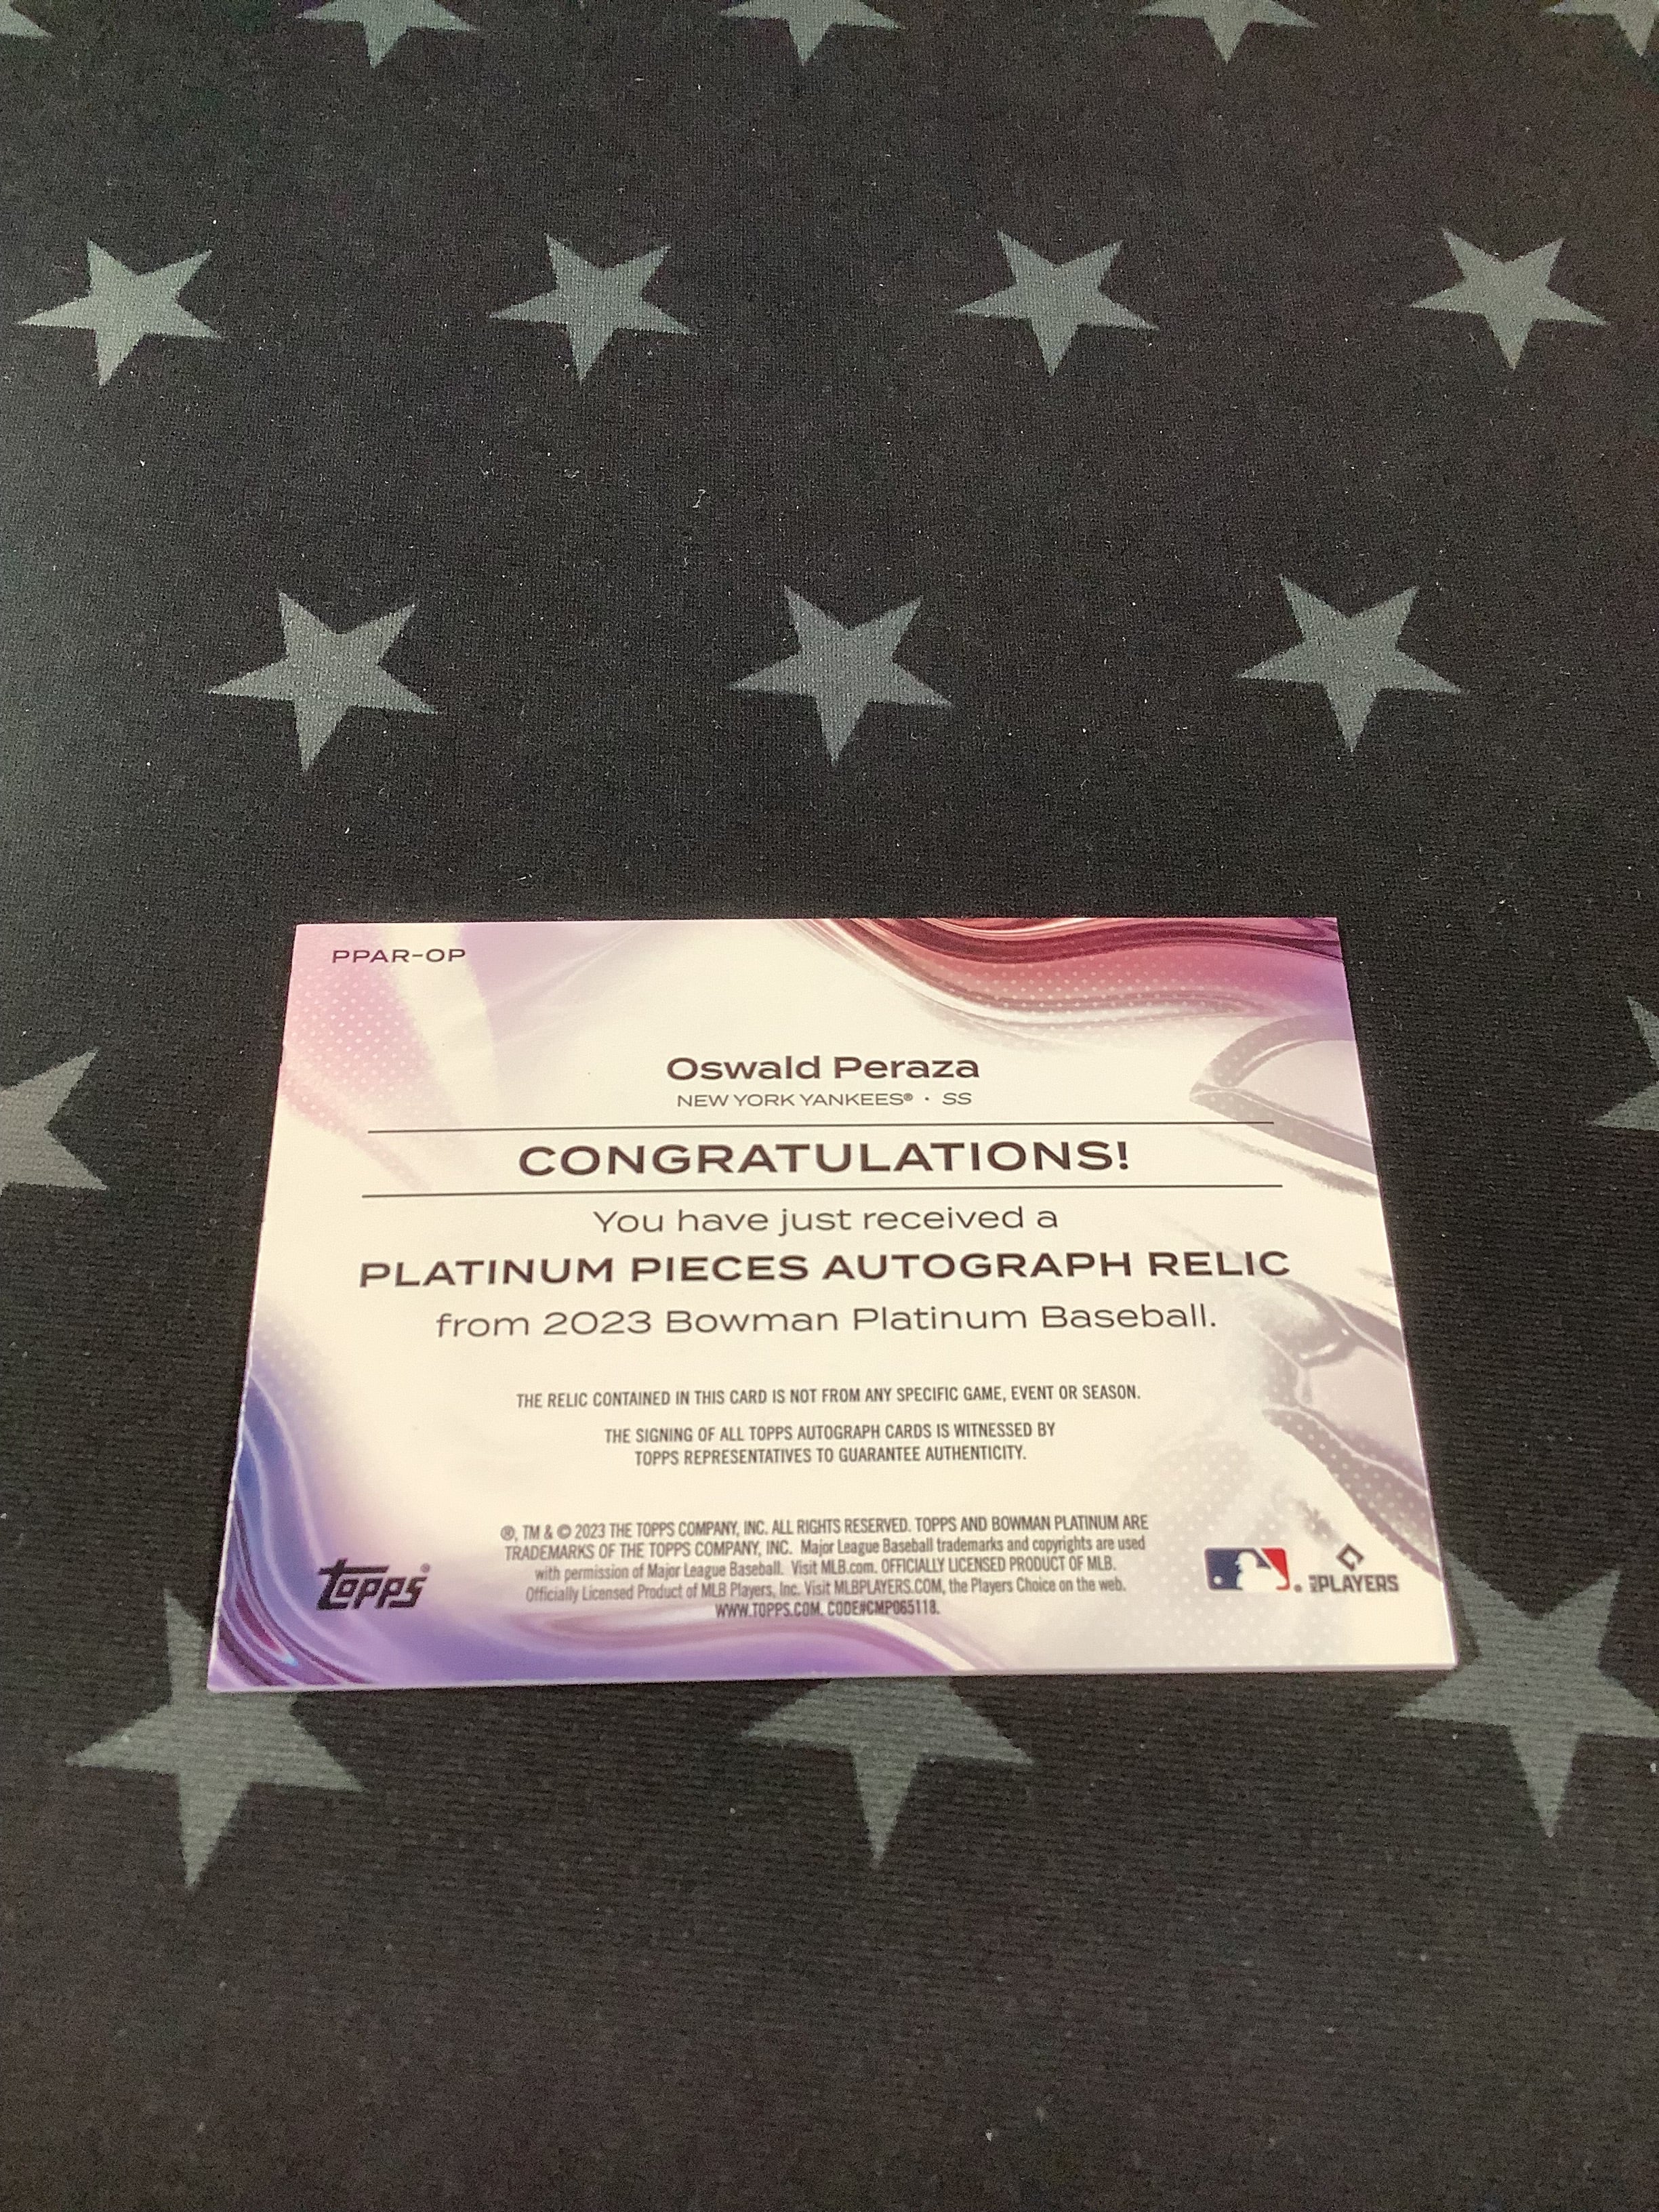 PPAR-OP
Oswald Peraza
NEW YORK YANKEES® · SS
CONGRATULATIONS!
You have just received a
PLATINUM PIECES AUTOGRAPH RELIC
from 2023 Bowman Platinum Baseball.
THE RELIC CONTAINED IN THIS CARD IS NOT FROM ANY SPECIFIC GAME, EVENT OR SEASON.
THE SIGNING OF ALL TOPPS AUTOGRAPH CARDS IS WITNESSED BY
TOPPS REPRESENTATIVES TO GUARANTEE AUTHENTICITY.
®, TM & © 2023 THE TOPPS COMPANY, INC. ALL RIGHTS RESERVED. TOPPS AND BOWMAN PLATINUM ARE
TRADEMARKS OF THE TOPPS COMPANY, INC. Major League Baseball trademarks and copyrights are used
with permission of Major League Baseball. Visit MLB.com. OFFICIALLY LICENSED PRODUCT OF MLB.
Officially Licensed Product of MLB Players, Inc. Visit MLBPLAYERS.COM, the Players Choice on the web.
WWW.TOPPS.COM. CODE#CMP065118.
topps®
PLAYERS